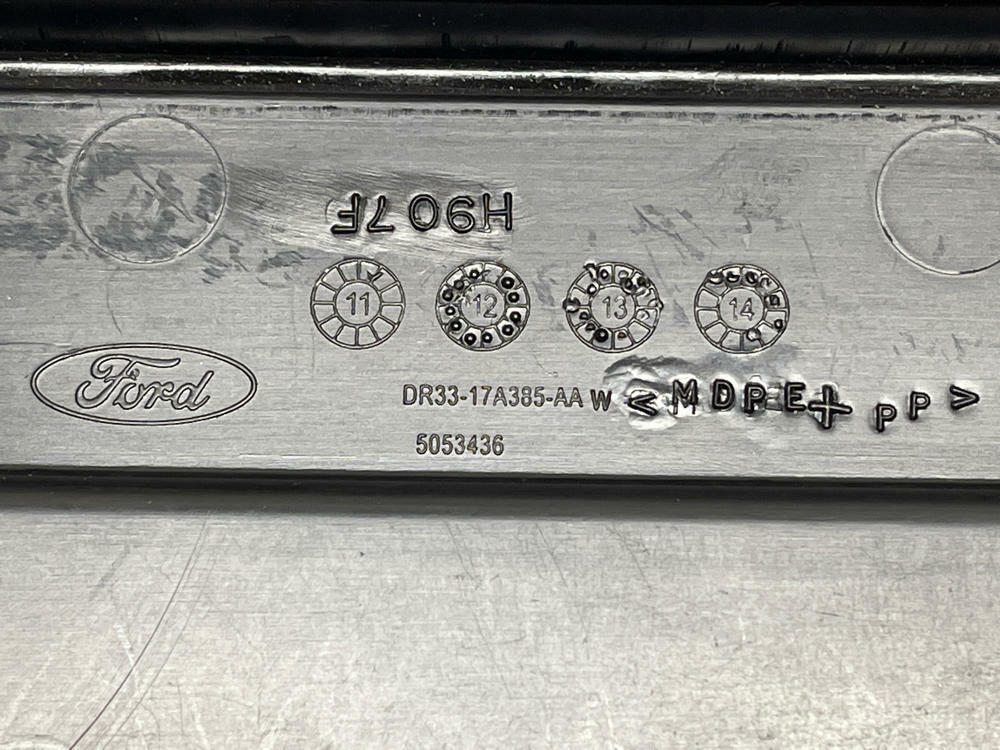 H907F
11 12 13 14
Ford DR33-17A385-AA W <MDPE+PP>
5053436